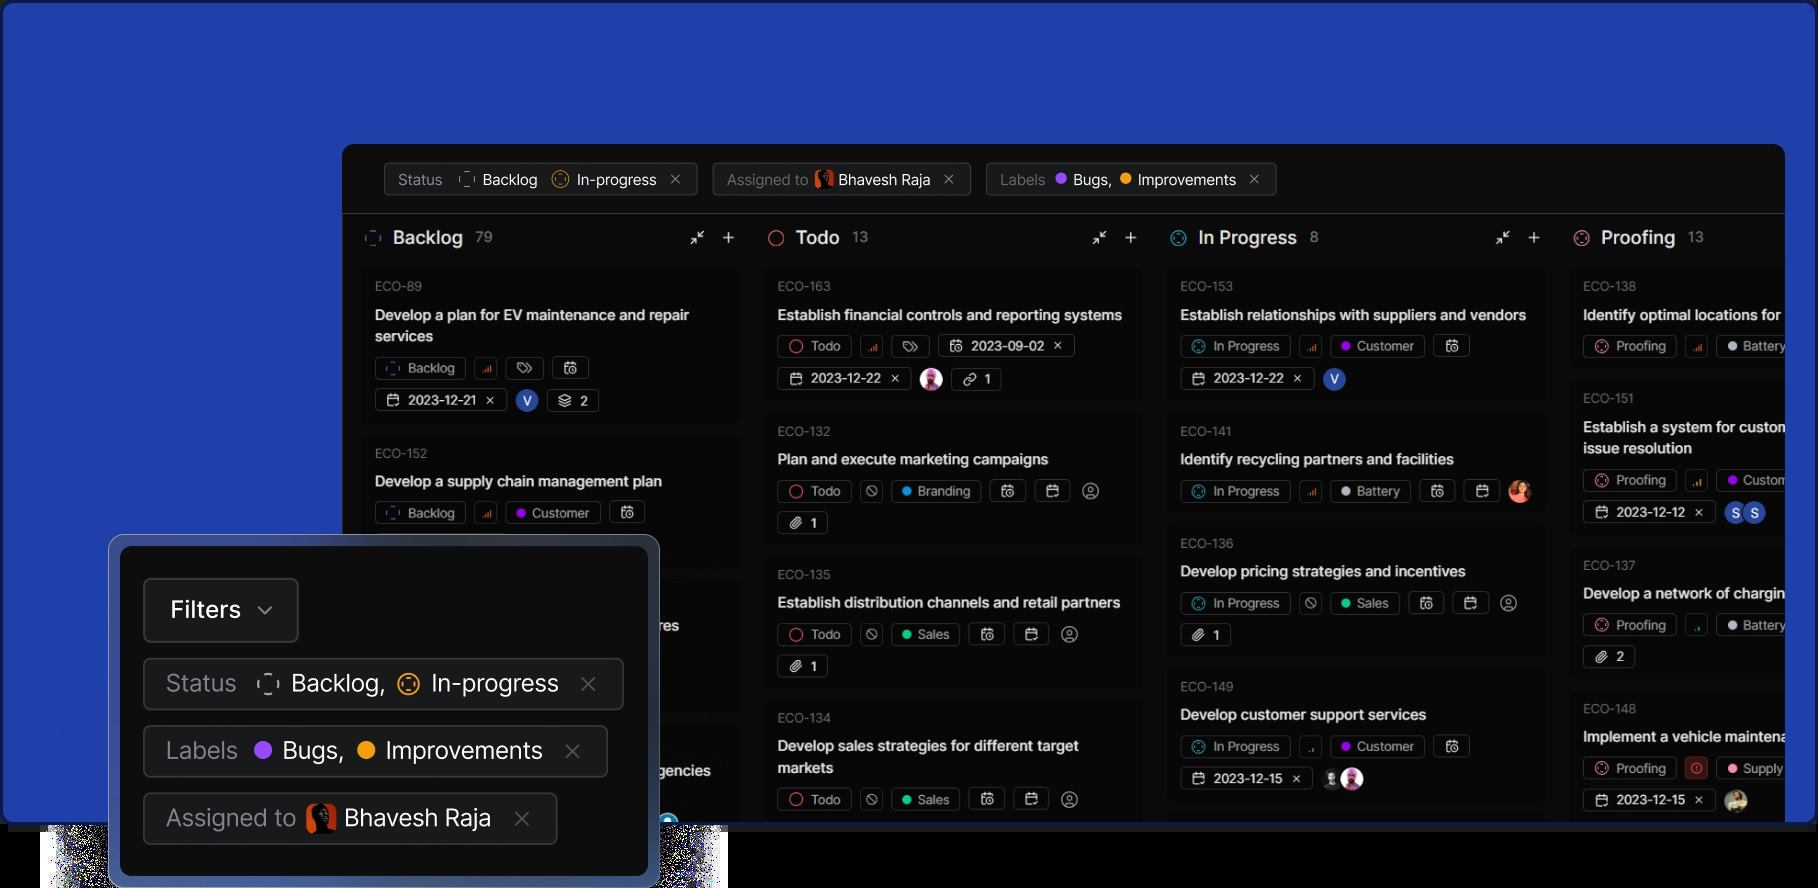 Status Backlog In-progress
Assigned to Bhavesh Raja
Labels Bugs, Improvements
Backlog 79
ECO-89
Develop a plan for EV maintenance and repair
services
Backlog
2023-12-21 V 2
ECO-152
Develop a supply chain management plan
Backlog Customer
Todo 13
ECO-163
Establish financial controls and reporting systems
Todo 2023-09-02
2023-12-22 1
ECO-132
Plan and execute marketing campaigns
Todo Branding
1
ECO-135
Establish distribution channels and retail partners
Todo Sales
1
ECO-134
Develop sales strategies for different target
markets
Todo Sales
In Progress 8
ECO-153
Establish relationships with suppliers and vendors
In Progress Customer
2023-12-22 V
ECO-141
Identify recycling partners and facilities
In Progress Battery
ECO-136
Develop pricing strategies and incentives
In Progress Sales
1
ECO-149
Develop customer support services
In Progress Customer
2023-12-15
Proofing 13
ECO-138
Identify optimal locations for
Proofing Battery
ECO-151
Establish a system for custom
issue resolution
Proofing Custom
2023-12-12 S S
ECO-137
Develop a network of chargin
Proofing Battery
2
ECO-148
Implement a vehicle maintena
Proofing Supply
2023-12-15
Filters
Status Backlog, In-progress
Labels Bugs, Improvements
Assigned to Bhavesh Raja